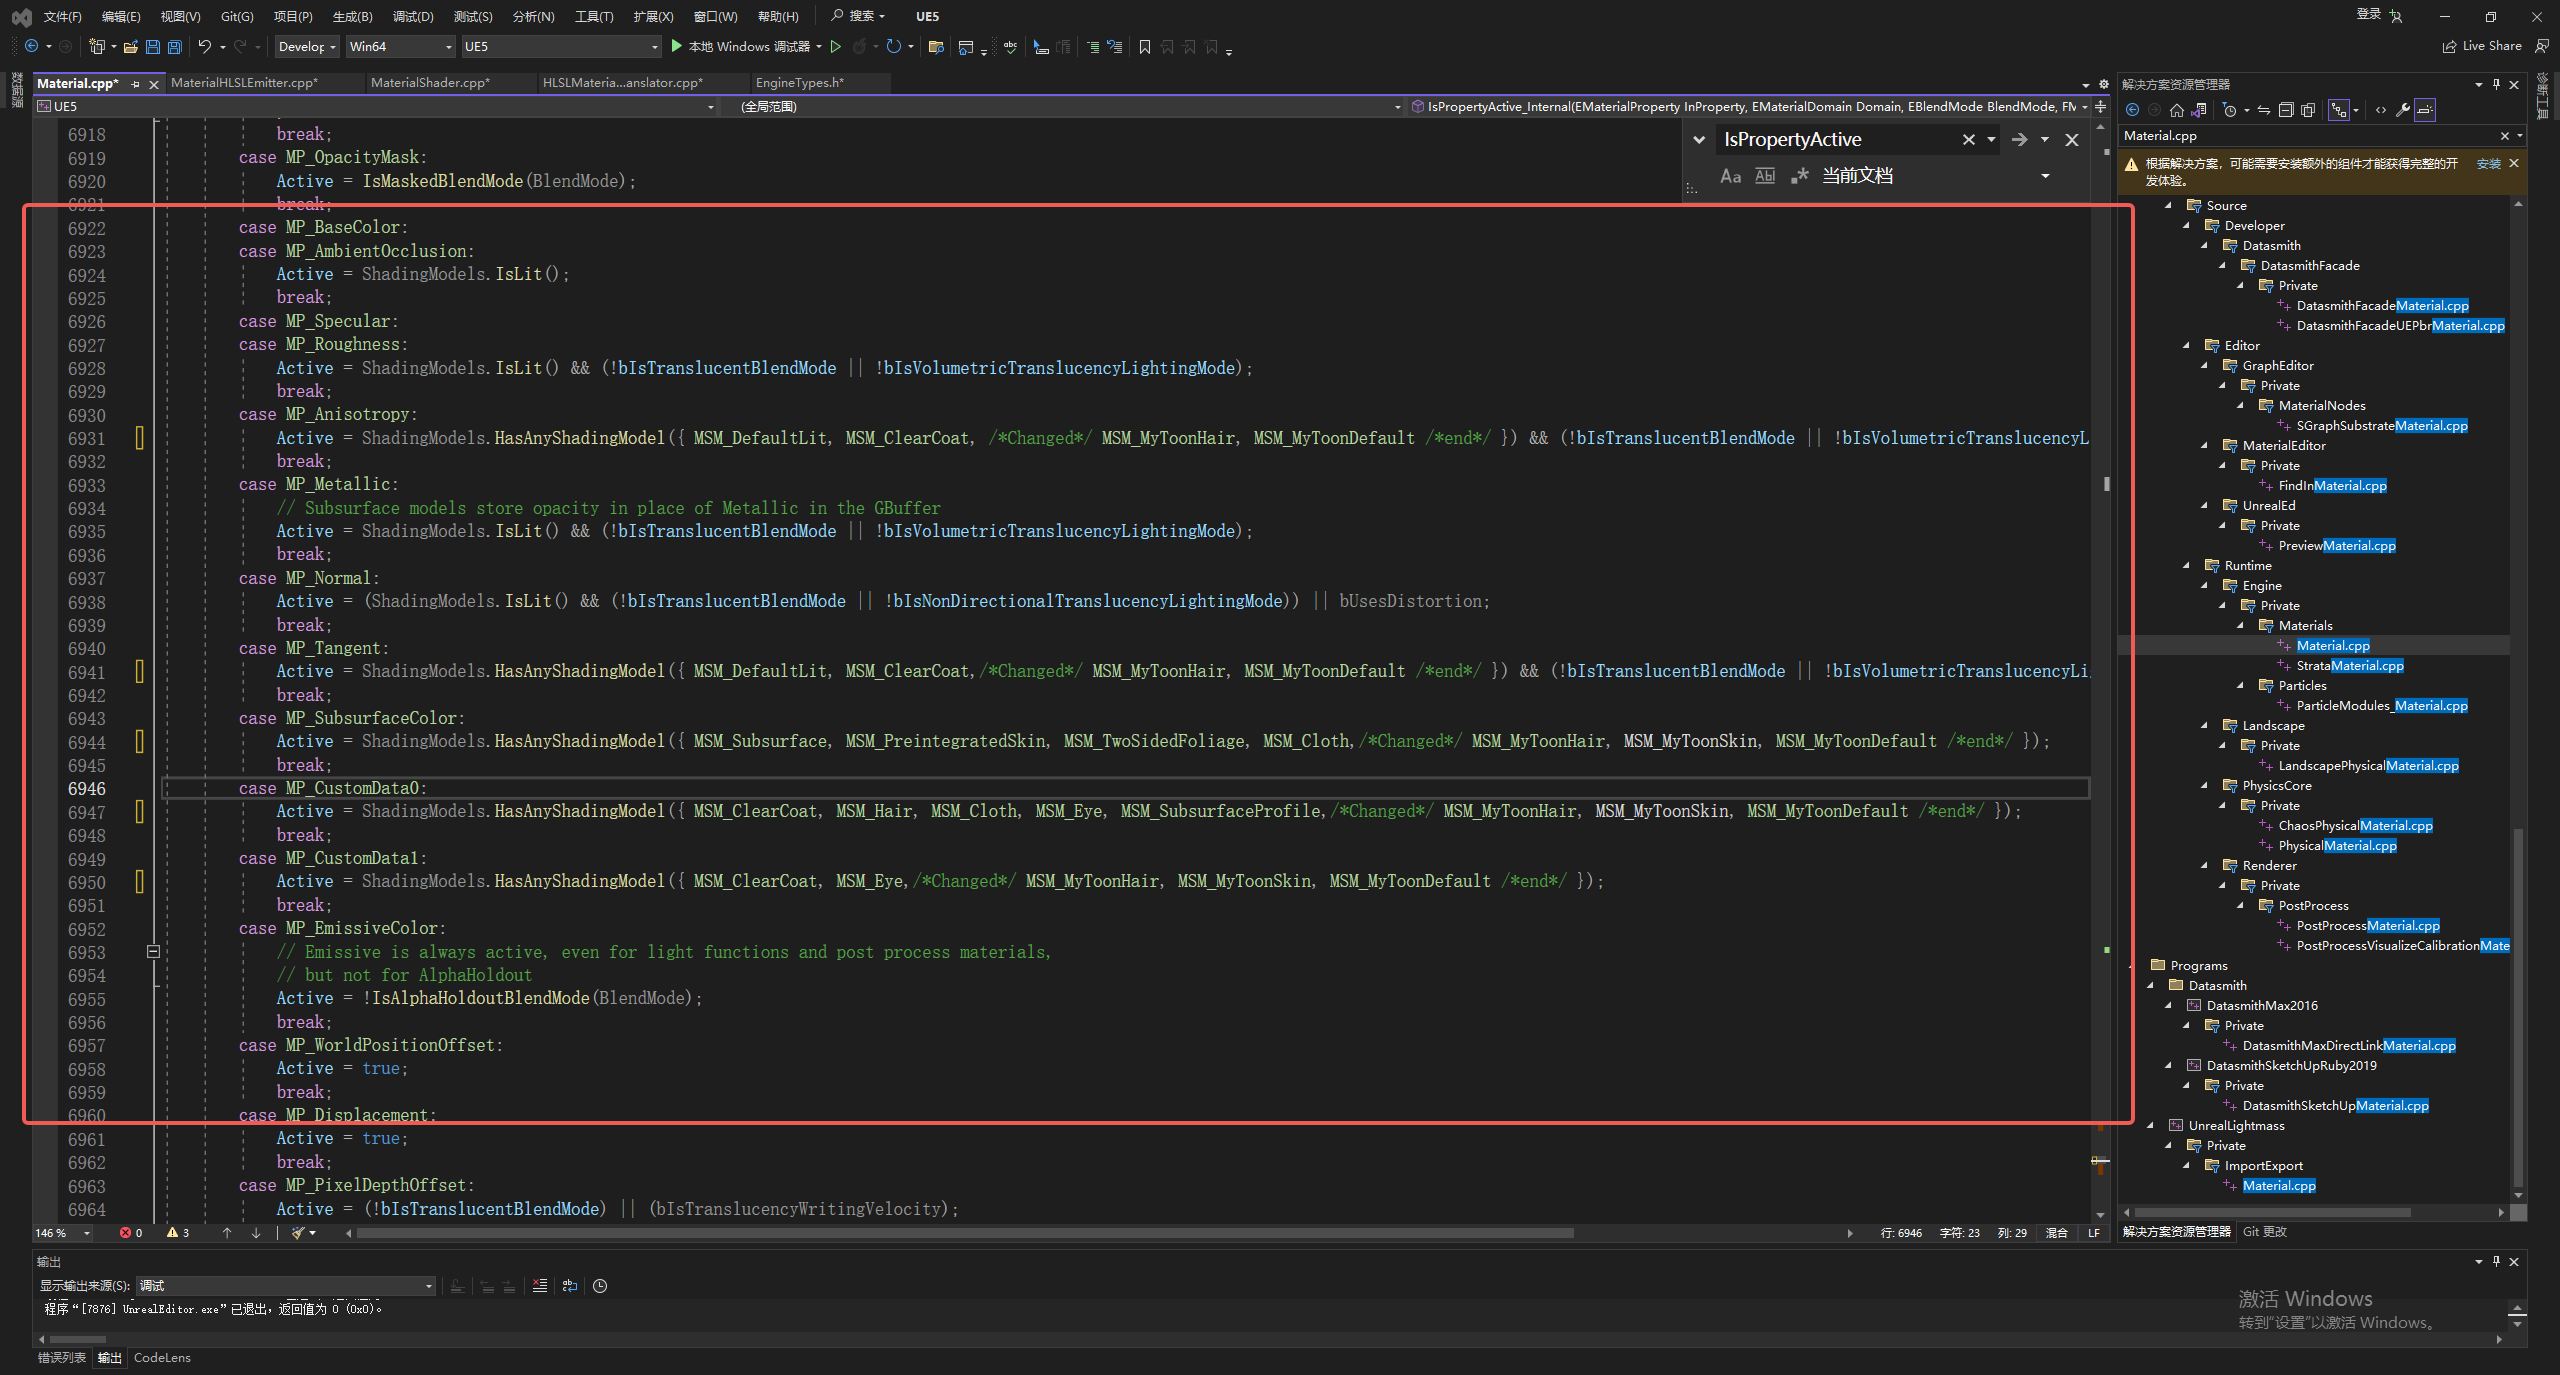 文件(F) 编辑(E) 视图(V) Git(G) 项目(P) 生成(B) 调试(D) 测试(S) 分析(N) 工具(T) 扩展(X) 窗口(W) 帮助(H) 搜索 UE5 登录
Develop Win64 UE5 本地 Windows 调试器 Live Share
数据源
Material.cpp* MaterialHLSLEmitter.cpp* MaterialShader.cpp* HLSLMateria...anslator.cpp* EngineTypes.h*
UE5 (全局范围) IsPropertyActive_Internal(EMaterialProperty InProperty, EMaterialDomain Domain, EBlendMode BlendMode, FM
IsPropertyActive
Aa Abl .* 当前文档
6918 break;
6919 case MP_OpacityMask:
6920 Active = IsMaskedBlendMode(BlendMode);
6921 break;
6922 case MP_BaseColor:
6923 case MP_AmbientOcclusion:
6924 Active = ShadingModels.IsLit();
6925 break;
6926 case MP_Specular:
6927 case MP_Roughness:
6928 Active = ShadingModels.IsLit() && (!bIsTranslucentBlendMode || !bIsVolumetricTranslucencyLightingMode);
6929 break;
6930 case MP_Anisotropy:
6931 Active = ShadingModels.HasAnyShadingModel({ MSM_DefaultLit, MSM_ClearCoat, /*Changed*/ MSM_MyToonHair, MSM_MyToonDefault /*end*/ }) && (!bIsTranslucentBlendMode || !bIsVolumetricTranslucencyL
6932 break;
6933 case MP_Metallic:
6934 // Subsurface models store opacity in place of Metallic in the GBuffer
6935 Active = ShadingModels.IsLit() && (!bIsTranslucentBlendMode || !bIsVolumetricTranslucencyLightingMode);
6936 break;
6937 case MP_Normal:
6938 Active = (ShadingModels.IsLit() && (!bIsTranslucentBlendMode || !bIsNonDirectionalTranslucencyLightingMode)) || bUsesDistortion;
6939 break;
6940 case MP_Tangent:
6941 Active = ShadingModels.HasAnyShadingModel({ MSM_DefaultLit, MSM_ClearCoat,/*Changed*/ MSM_MyToonHair, MSM_MyToonDefault /*end*/ }) && (!bIsTranslucentBlendMode || !bIsVolumetricTranslucencyLi
6942 break;
6943 case MP_SubsurfaceColor:
6944 Active = ShadingModels.HasAnyShadingModel({ MSM_Subsurface, MSM_PreintegratedSkin, MSM_TwoSidedFoliage, MSM_Cloth,/*Changed*/ MSM_MyToonHair, MSM_MyToonSkin, MSM_MyToonDefault /*end*/ });
6945 break;
6946 case MP_CustomData0:
6947 Active = ShadingModels.HasAnyShadingModel({ MSM_ClearCoat, MSM_Hair, MSM_Cloth, MSM_Eye, MSM_SubsurfaceProfile,/*Changed*/ MSM_MyToonHair, MSM_MyToonSkin, MSM_MyToonDefault /*end*/ });
6948 break;
6949 case MP_CustomData1:
6950 Active = ShadingModels.HasAnyShadingModel({ MSM_ClearCoat, MSM_Eye,/*Changed*/ MSM_MyToonHair, MSM_MyToonSkin, MSM_MyToonDefault /*end*/ });
6951 break;
6952 case MP_EmissiveColor:
6953 // Emissive is always active, even for light functions and post process materials,
6954 // but not for AlphaHoldout
6955 Active = !IsAlphaHoldoutBlendMode(BlendMode);
6956 break;
6957 case MP_WorldPositionOffset:
6958 Active = true;
6959 break;
6960 case MP_Displacement:
6961 Active = true;
6962 break;
6963 case MP_PixelDepthOffset:
6964 Active = (!bIsTranslucentBlendMode) || (bIsTranslucencyWritingVelocity);
146 % 0 3 行: 6946 字符: 23 列: 29 混合 LF
输出
显示输出来源(S): 调试
程序“[7876] UnrealEditor.exe”已退出，返回值为 0 (0x0)。
错误列表 输出 CodeLens
解决方案资源管理器
Material.cpp
根据解决方案，可能需要安装额外的组件才能获得完整的开 安装
发体验。
Source
Developer
Datasmith
DatasmithFacade
Private
DatasmithFacadeMaterial.cpp
DatasmithFacadeUEPbrMaterial.cpp
Editor
GraphEditor
Private
MaterialNodes
SGraphSubstrateMaterial.cpp
MaterialEditor
Private
FindInMaterial.cpp
UnrealEd
Private
PreviewMaterial.cpp
Runtime
Engine
Private
Materials
Material.cpp
StrataMaterial.cpp
Particles
ParticleModules_Material.cpp
Landscape
Private
LandscapePhysicalMaterial.cpp
PhysicsCore
Private
ChaosPhysicalMaterial.cpp
PhysicalMaterial.cpp
Renderer
Private
PostProcess
PostProcessMaterial.cpp
PostProcessVisualizeCalibrationMate
Programs
Datasmith
DatasmithMax2016
Private
DatasmithMaxDirectLinkMaterial.cpp
DatasmithSketchUpRuby2019
Private
DatasmithSketchUpMaterial.cpp
UnrealLightmass
Private
ImportExport
Material.cpp
解决方案资源管理器 Git 更改
诊断工具
激活 Windows
转到“设置”以激活 Windows。